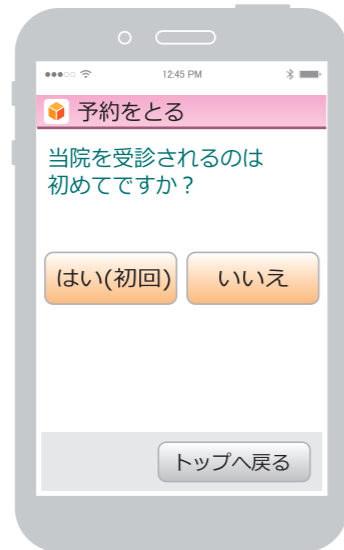 12:45 PM
予約をとる
当院を受診されるのは
初めてですか？
はい(初回)
いいえ
トップへ戻る